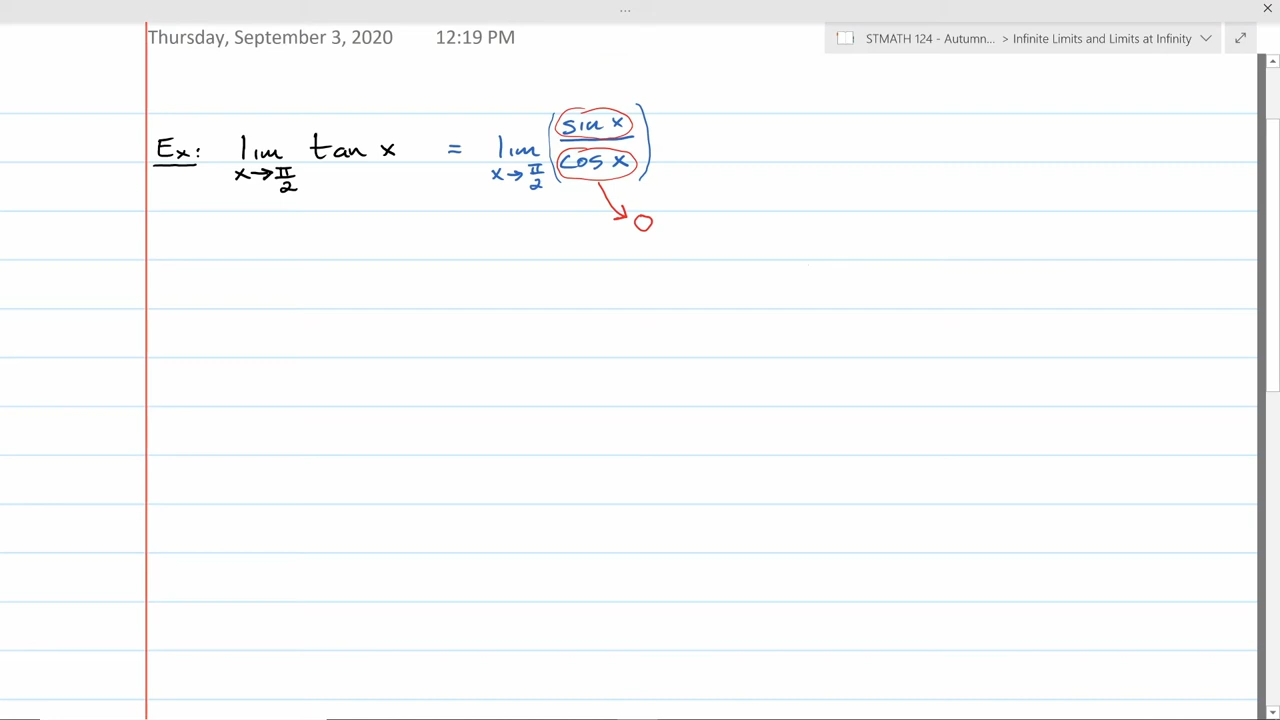 ...
Thursday, September 3, 2020 12:19 PM
STMATH 124 - Autumn... > Infinite Limits and Limits at Infinity
Ex: lim x→π/2 tan x = lim x→π/2 (sin x / cos x)
0